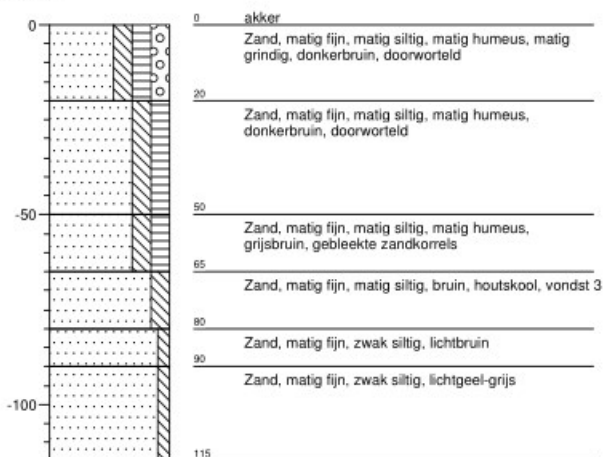 0
0
akker
Zand, matig fijn, matig siltig, matig humeus, matig
grindig, donkerbruin, doorworteld
20
Zand, matig fijn, matig siltig, matig humeus,
donkerbruin, doorworteld
-50
50
Zand, matig fijn, matig siltig, matig humeus,
grijsbruin, gebleekte zandkorrels
65
Zand, matig fijn, matig siltig, bruin, houtskool, vondst 3
80
Zand, matig fijn, zwak siltig, lichtbruin
90
Zand, matig fijn, zwak siltig, lichtgeel-grijs
-100
115